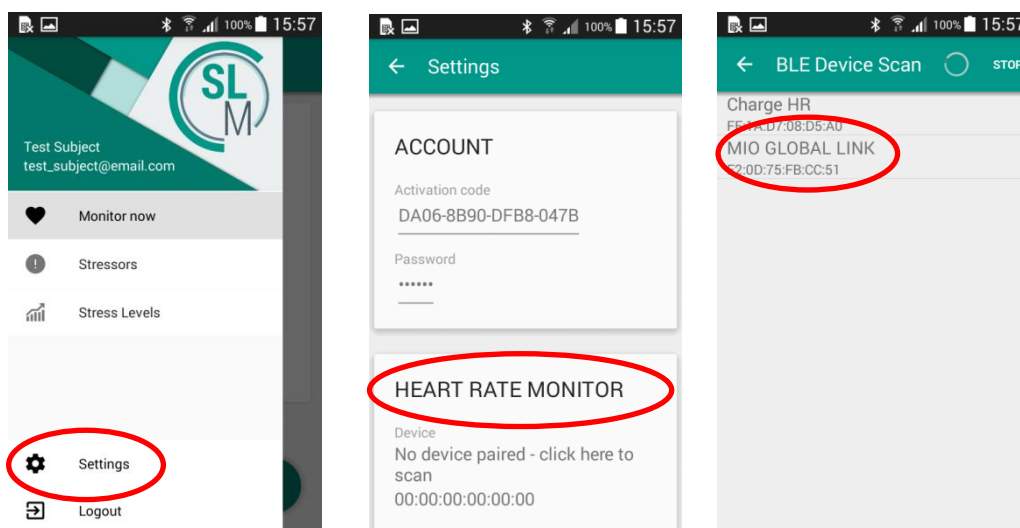 100% 15:57
SL
M
Test Subject
test_subject@email.com
Monitor now
Stressors
Stress Levels
Settings
Logout
100% 15:57
Settings
ACCOUNT
Activation code
DA06-8B90-DFB8-047B
Password
••••••
HEART RATE MONITOR
Device
No device paired - click here to
scan
00:00:00:00:00:00
100% 15:57
BLE Device Scan STOP
Charge HR
MIO GLOBAL LINK
F2:0D:75:FB:CC:51